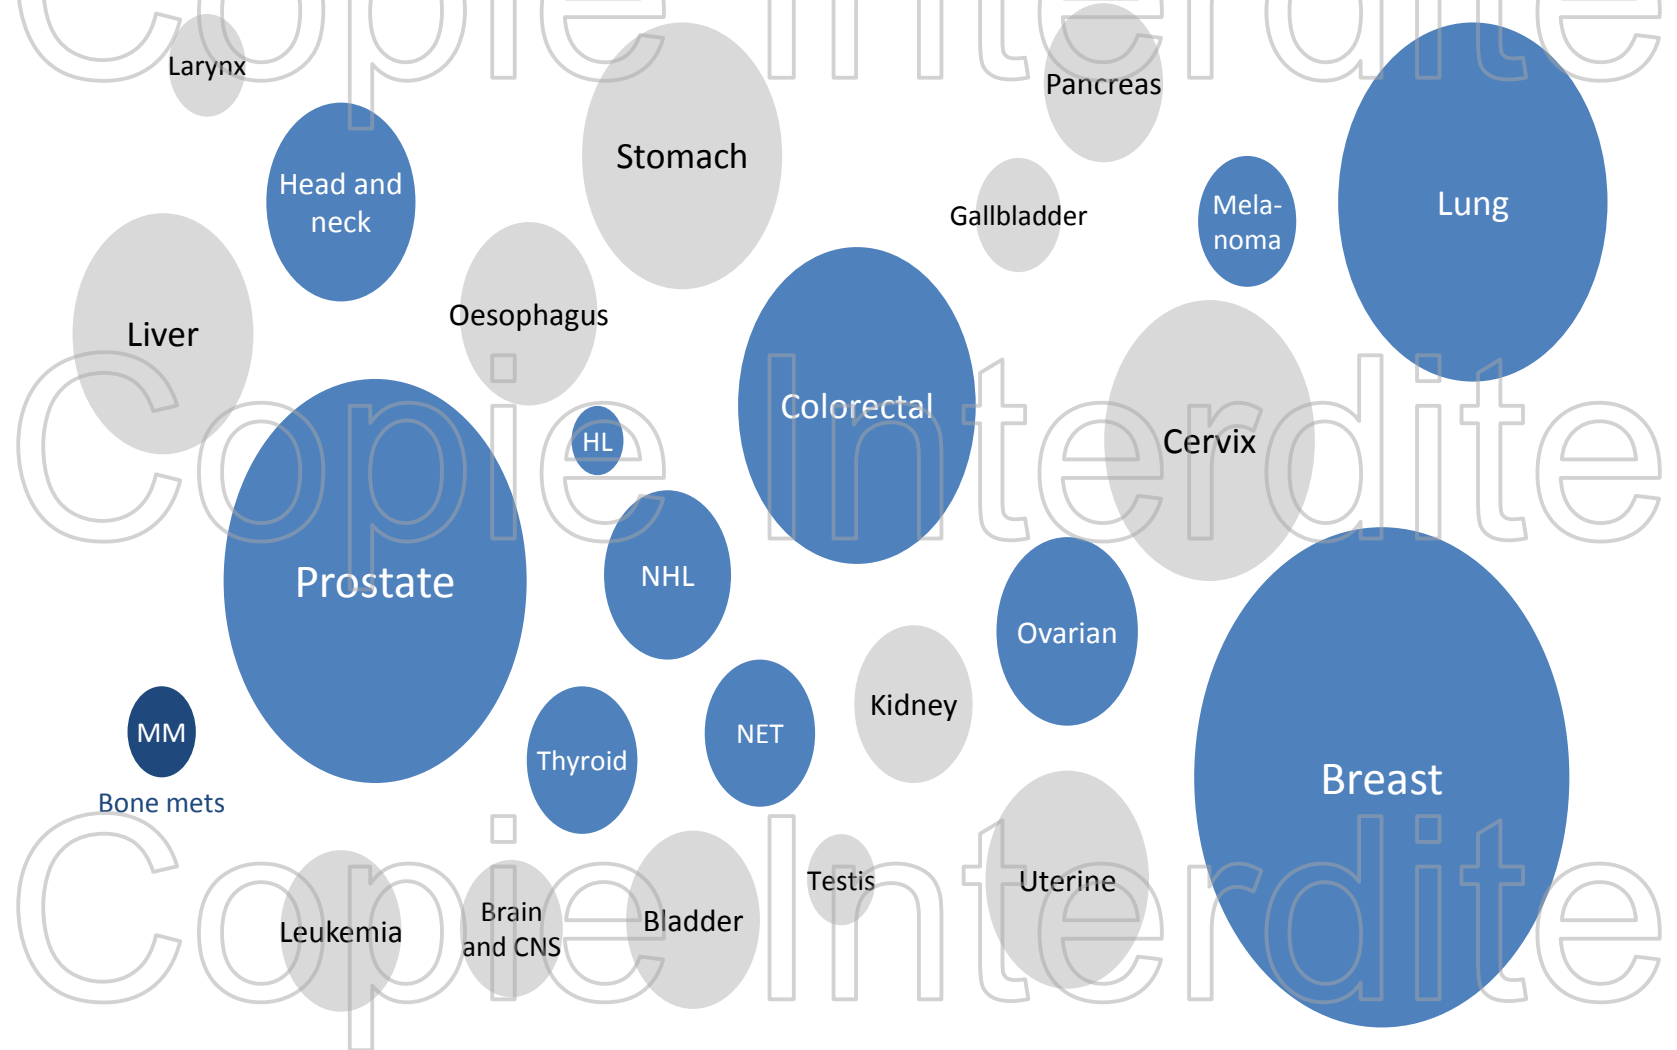 Copie Interdite
Larynx
Pancreas
Stomach
Head and
neck
Gallbladder
Mela-
noma
Lung
Liver
Oesophagus
Colorectal
HL
Cervix
Copie Interdite
Prostate
NHL
Ovarian
Kidney
MM
NET
Thyroid
Breast
Bone mets
Copie Interdite
Testis
Uterine
Leukemia
Brain
and CNS
Bladder